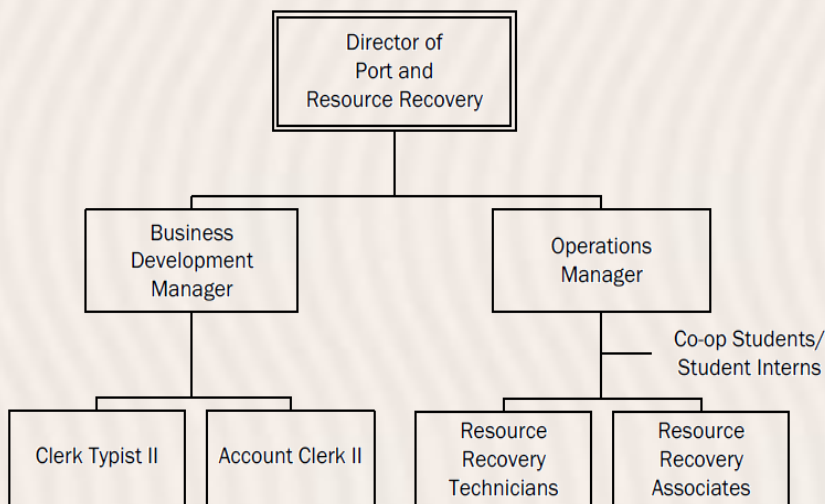 Director of
Port and
Resource Recovery
Business
Development
Manager
Operations
Manager
Co-op Students/
Student Interns
Clerk Typist II
Account Clerk II
Resource
Recovery
Technicians
Resource
Recovery
Associates